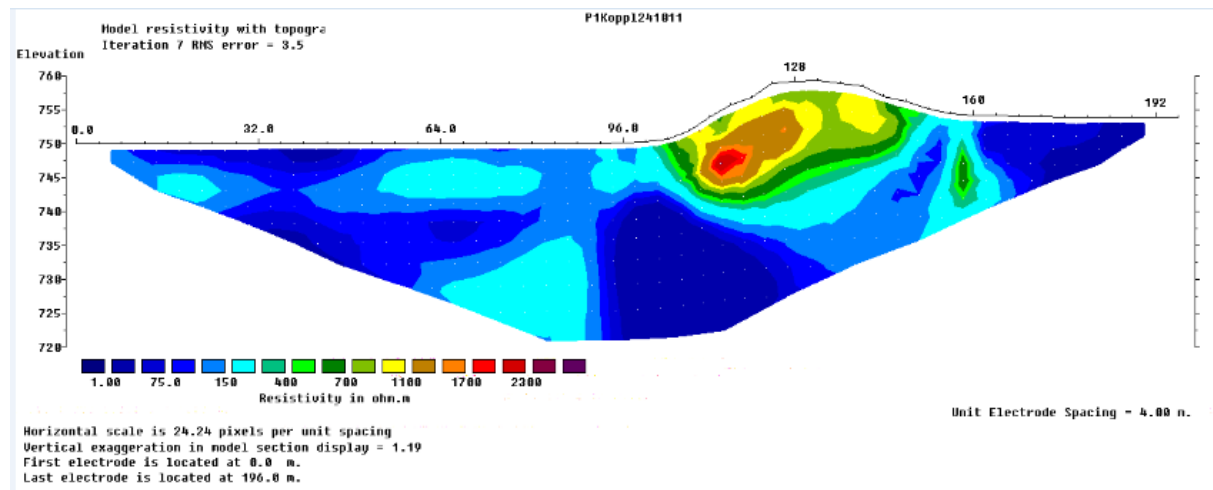 P1Koppl241011
Model resistivity with topogra
Iteration 7 RMS error = 3.5
Elevation
760
755
750
745
740
735
730
725
720
0.0 32.0 64.0 96.0 128 160 192
1.00 75.0 150 400 700 1100 1700 2300
Resistivity in ohm.m
Unit Electrode Spacing = 4.00 m.
Horizontal scale is 24.24 pixels per unit spacing
Vertical exaggeration in model section display = 1.19
First electrode is located at 0.0 m.
Last electrode is located at 196.0 m.